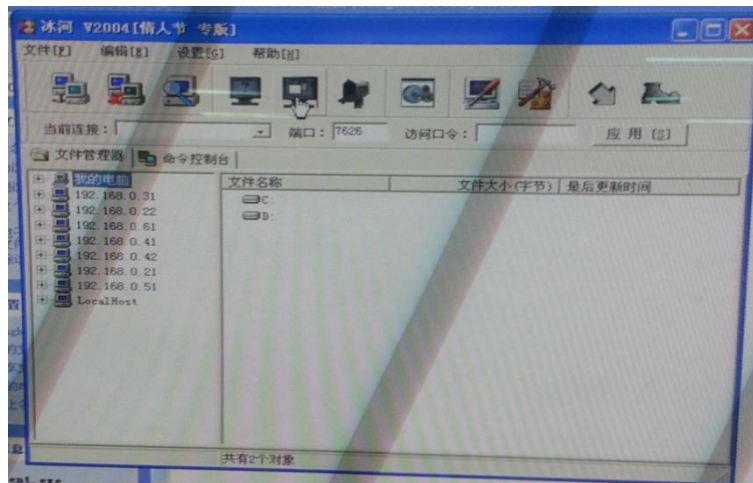 冰河 V2004[情人节 专版]
文件[F] 编辑[E] 设置[G] 帮助[H]
当前连接： 端口： 7626 访问口令： 应 用 [S]
文件管理器 命令控制台
我的电脑
192.168.0.31
192.168.0.22
192.168.0.61
192.168.0.41
192.168.0.42
192.168.0.21
192.168.0.51
LocalHost
文件名称 文件大小(字节) 最后更新时间
C:
D:
共有2个对象